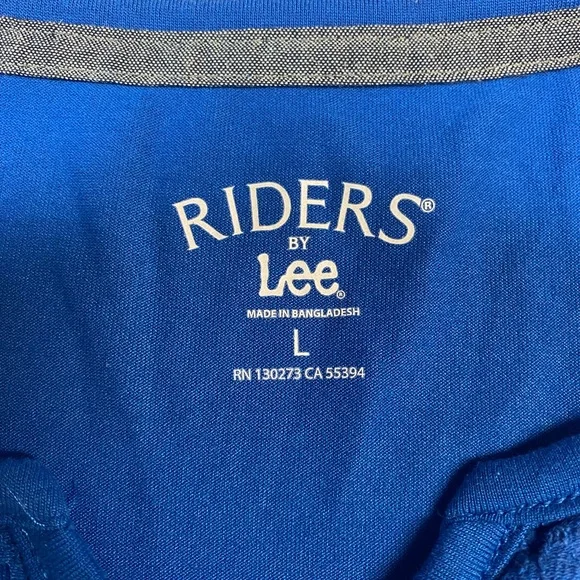 RIDERS®
BY
Lee®
MADE IN BANGLADESH
L
RN 130273 CA 55394